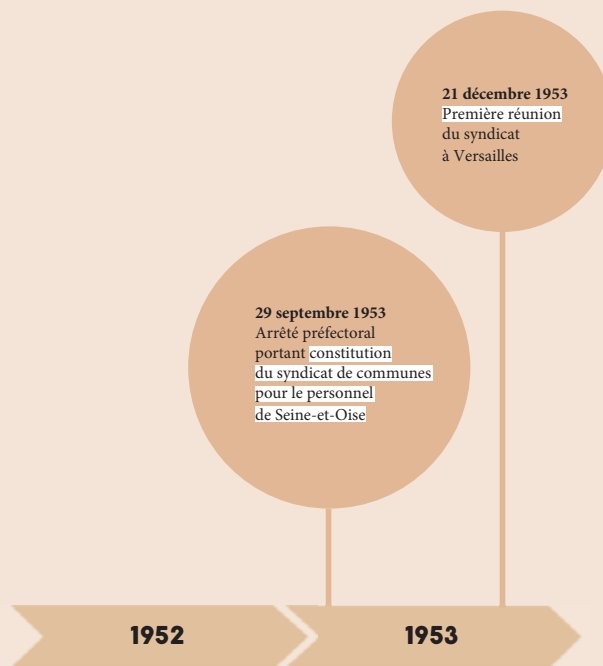 21 décembre 1953
Première réunion
du syndicat
à Versailles
29 septembre 1953
Arrêté préfectoral
portant constitution
du syndicat de communes
pour le personnel
de Seine-et-Oise
1952
1953